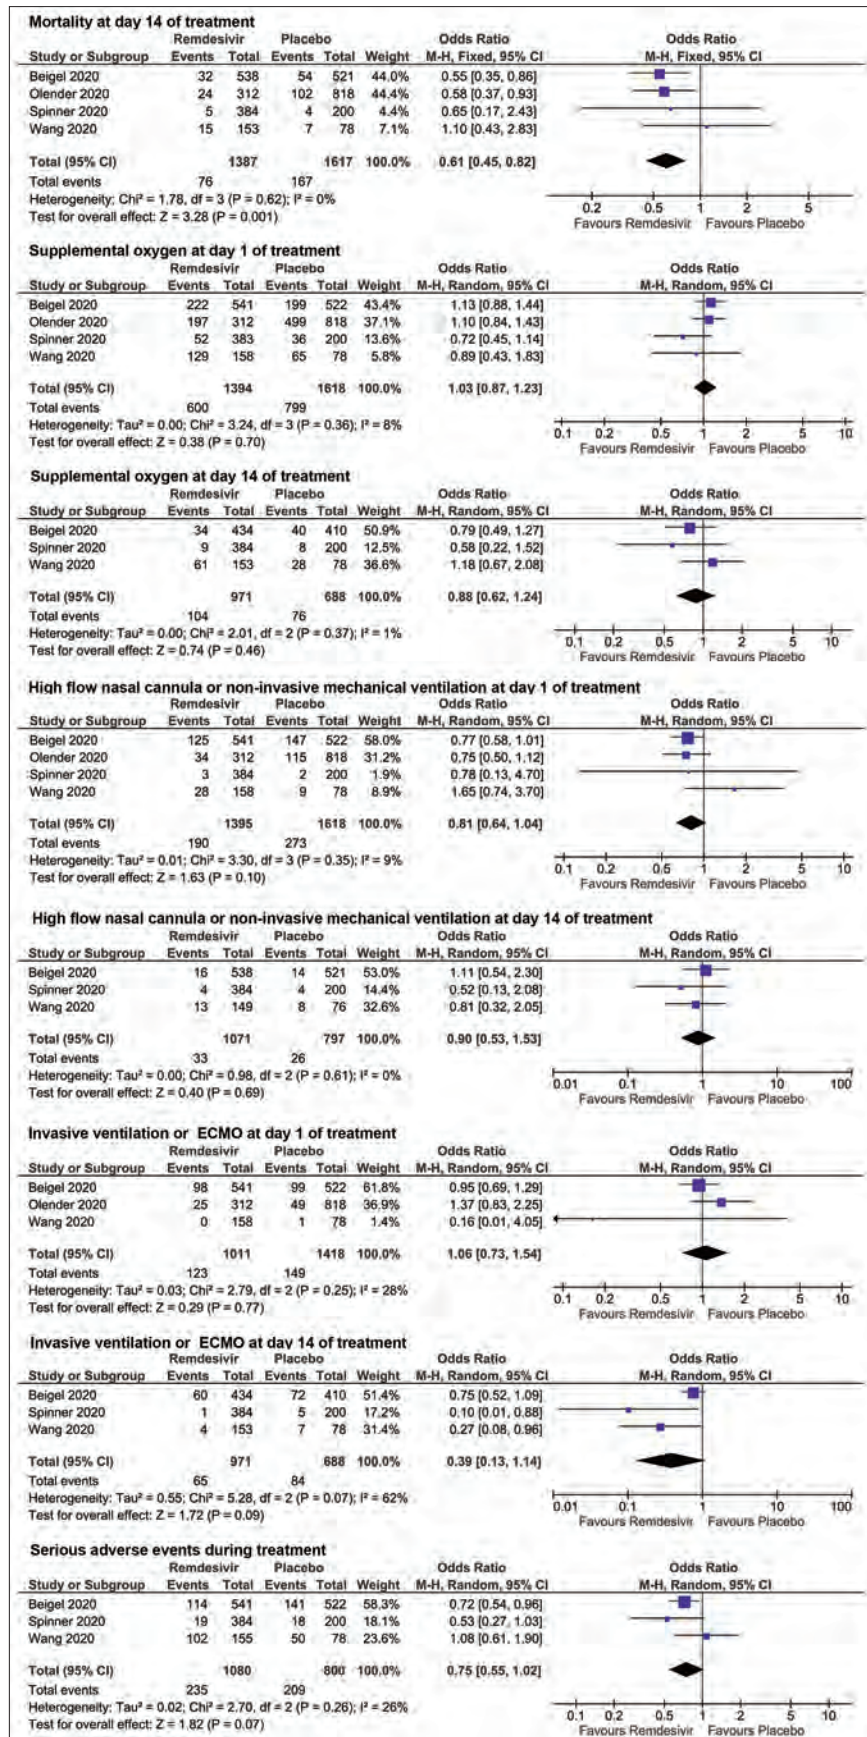 Mortality at day 14 of treatment
Remdesivir Placebo Odds Ratio Odds Ratio
Study or Subgroup Events Total Events Total Weight M-H, Fixed, 95% CI M-H, Fixed, 95% CI
Beigel 2020 32 538 54 521 44.0% 0.55 [0.35, 0.86]
Olender 2020 24 312 102 818 44.4% 0.58 [0.37, 0.93]
Spinner 2020 5 384 4 200 4.4% 0.65 [0.17, 2.43]
Wang 2020 15 153 7 78 7.1% 1.10 [0.43, 2.83]
Total (95% CI) 1387 1617 100.0% 0.61 [0.45, 0.82]
Total events 76 167
Heterogeneity: Chi² = 1.78, df = 3 (P = 0.62); I² = 0%
Test for overall effect: Z = 3.28 (P = 0.001)
0.2 0.5 1 2 5
Favours Remdesivir Favours Placebo
Supplemental oxygen at day 1 of treatment
Remdesivir Placebo Odds Ratio Odds Ratio
Study or Subgroup Events Total Events Total Weight M-H, Random, 95% CI M-H, Random, 95% CI
Beigel 2020 222 541 199 522 43.4% 1.13 [0.88, 1.44]
Olender 2020 197 312 499 818 37.1% 1.10 [0.84, 1.43]
Spinner 2020 52 383 36 200 13.6% 0.72 [0.45, 1.14]
Wang 2020 129 158 65 78 5.8% 0.89 [0.43, 1.83]
Total (95% CI) 1394 1618 100.0% 1.03 [0.87, 1.23]
Total events 600 799
Heterogeneity: Tau² = 0.00; Chi² = 3.24, df = 3 (P = 0.36); I² = 8%
Test for overall effect: Z = 0.38 (P = 0.70)
0.1 0.2 0.5 1 2 5 10
Favours Remdesivir Favours Placebo
Supplemental oxygen at day 14 of treatment
Remdesivir Placebo Odds Ratio Odds Ratio
Study or Subgroup Events Total Events Total Weight M-H, Random, 95% CI M-H, Random, 95% CI
Beigel 2020 34 434 40 410 50.9% 0.79 [0.49, 1.27]
Spinner 2020 9 384 8 200 12.5% 0.58 [0.22, 1.52]
Wang 2020 61 153 28 78 36.6% 1.18 [0.67, 2.08]
Total (95% CI) 971 688 100.0% 0.88 [0.62, 1.24]
Total events 104 76
Heterogeneity: Tau² = 0.00; Chi² = 2.01, df = 2 (P = 0.37); I² = 1%
Test for overall effect: Z = 0.74 (P = 0.46)
0.1 0.2 0.5 1 2 5 10
Favours Remdesivir Favours Placebo
High flow nasal cannula or non-invasive mechanical ventilation at day 1 of treatment
Remdesivir Placebo Odds Ratio Odds Ratio
Study or Subgroup Events Total Events Total Weight M-H, Random, 95% CI M-H, Random, 95% CI
Beigel 2020 125 541 147 522 58.0% 0.77 [0.58, 1.01]
Olender 2020 34 312 115 818 31.2% 0.75 [0.50, 1.12]
Spinner 2020 3 384 2 200 1.9% 0.78 [0.13, 4.70]
Wang 2020 28 158 9 78 8.9% 1.65 [0.74, 3.70]
Total (95% CI) 1395 1618 100.0% 0.81 [0.64, 1.04]
Total events 190 273
Heterogeneity: Tau² = 0.01; Chi² = 3.30, df = 3 (P = 0.35); I² = 9%
Test for overall effect: Z = 1.63 (P = 0.10)
0.1 0.2 0.5 1 2 5 10
Favours Remdesivir Favours Placebo
High flow nasal cannula or non-invasive mechanical ventilation at day 14 of treatment
Remdesivir Placebo Odds Ratio Odds Ratio
Study or Subgroup Events Total Events Total Weight M-H, Random, 95% CI M-H, Random, 95% CI
Beigel 2020 16 538 14 521 53.0% 1.11 [0.54, 2.30]
Spinner 2020 4 384 4 200 14.4% 0.52 [0.13, 2.08]
Wang 2020 13 149 8 76 32.6% 0.81 [0.32, 2.05]
Total (95% CI) 1071 797 100.0% 0.90 [0.53, 1.53]
Total events 33 26
Heterogeneity: Tau² = 0.00; Chi² = 0.98, df = 2 (P = 0.61); I² = 0%
Test for overall effect: Z = 0.40 (P = 0.69)
0.01 0.1 1 10 100
Favours Remdesivir Favours Placebo
Invasive ventilation or ECMO at day 1 of treatment
Remdesivir Placebo Odds Ratio Odds Ratio
Study or Subgroup Events Total Events Total Weight M-H, Random, 95% CI M-H, Random, 95% CI
Beigel 2020 98 541 99 522 61.8% 0.95 [0.69, 1.29]
Olender 2020 25 312 49 818 36.9% 1.37 [0.83, 2.25]
Wang 2020 0 158 1 78 1.4% 0.16 [0.01, 4.05]
Total (95% CI) 1011 1418 100.0% 1.06 [0.73, 1.54]
Total events 123 149
Heterogeneity: Tau² = 0.03; Chi² = 2.79, df = 2 (P = 0.25); I² = 28%
Test for overall effect: Z = 0.29 (P = 0.77)
0.1 0.2 0.5 1 2 5 10
Favours Remdesivir Favours Placebo
Invasive ventilation or ECMO at day 14 of treatment
Remdesivir Placebo Odds Ratio Odds Ratio
Study or Subgroup Events Total Events Total Weight M-H, Random, 95% CI M-H, Random, 95% CI
Beigel 2020 60 434 72 410 51.4% 0.75 [0.52, 1.09]
Spinner 2020 1 384 5 200 17.2% 0.10 [0.01, 0.88]
Wang 2020 4 153 7 78 31.4% 0.27 [0.08, 0.96]
Total (95% CI) 971 688 100.0% 0.39 [0.13, 1.14]
Total events 65 84
Heterogeneity: Tau² = 0.55; Chi² = 5.28, df = 2 (P = 0.07); I² = 62%
Test for overall effect: Z = 1.72 (P = 0.09)
0.01 0.1 1 10 100
Favours Remdesivir Favours Placebo
Serious adverse events during treatment
Remdesivir Placebo Odds Ratio Odds Ratio
Study or Subgroup Events Total Events Total Weight M-H, Random, 95% CI M-H, Random, 95% CI
Beigel 2020 114 541 141 522 58.3% 0.72 [0.54, 0.96]
Spinner 2020 19 384 18 200 18.1% 0.53 [0.27, 1.03]
Wang 2020 102 155 50 78 23.6% 1.08 [0.61, 1.90]
Total (95% CI) 1080 800 100.0% 0.75 [0.55, 1.02]
Total events 235 209
Heterogeneity: Tau² = 0.02; Chi² = 2.70, df = 2 (P = 0.26); I² = 26%
Test for overall effect: Z = 1.82 (P = 0.07)
0.1 0.2 0.5 1 2 5 10
Favours Remdesivir Favours Placebo